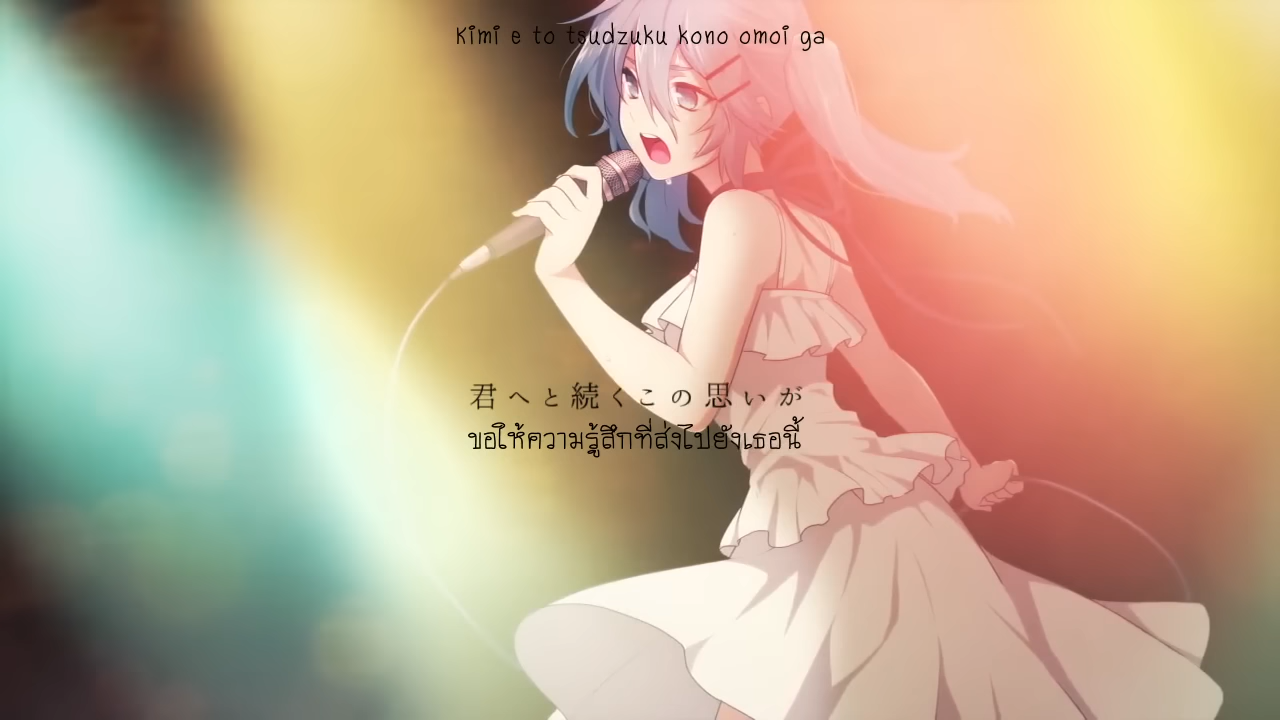 Kimi e to tsudzuku kono omoi ga
君へと続くこの思いが
ขอให้ความรู้สึกที่ส่งไปยังเธอนี้